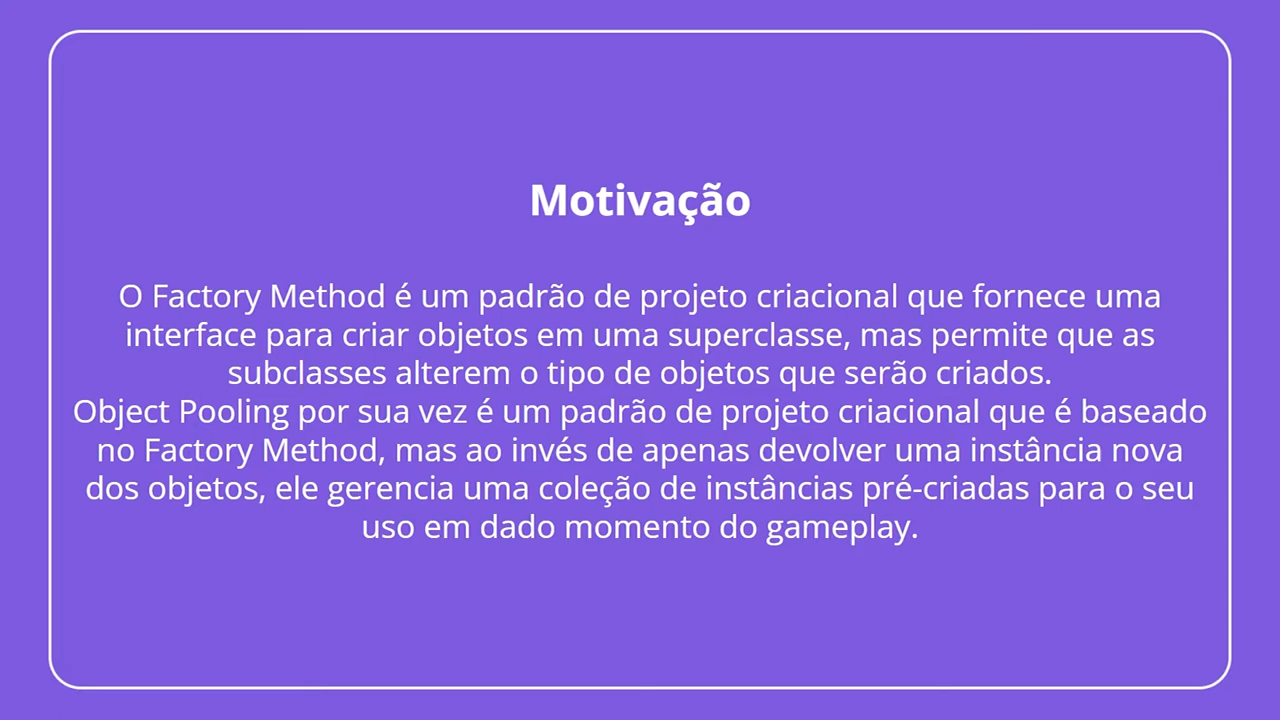 Motivação
O Factory Method é um padrão de projeto criacional que fornece uma
interface para criar objetos em uma superclasse, mas permite que as
subclasses alterem o tipo de objetos que serão criados.
Object Pooling por sua vez é um padrão de projeto criacional que é baseado
no Factory Method, mas ao invés de apenas devolver uma instância nova
dos objetos, ele gerencia uma coleção de instâncias pré-criadas para o seu
uso em dado momento do gameplay.